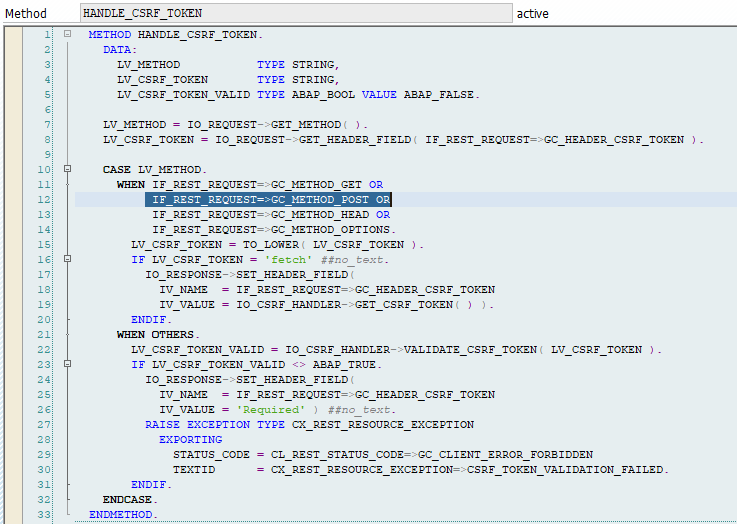 Method HANDLE_CSRF_TOKEN active
1 METHOD HANDLE_CSRF_TOKEN.
2 DATA:
3 LV_METHOD TYPE STRING,
4 LV_CSRF_TOKEN TYPE STRING,
5 LV_CSRF_TOKEN_VALID TYPE ABAP_BOOL VALUE ABAP_FALSE.
6
7 LV_METHOD = IO_REQUEST->GET_METHOD( ).
8 LV_CSRF_TOKEN = IO_REQUEST->GET_HEADER_FIELD( IF_REST_REQUEST=>GC_HEADER_CSRF_TOKEN ).
9
10 CASE LV_METHOD.
11 WHEN IF_REST_REQUEST=>GC_METHOD_GET OR
12 IF_REST_REQUEST=>GC_METHOD_POST OR
13 IF_REST_REQUEST=>GC_METHOD_HEAD OR
14 IF_REST_REQUEST=>GC_METHOD_OPTIONS.
15 LV_CSRF_TOKEN = TO_LOWER( LV_CSRF_TOKEN ).
16 IF LV_CSRF_TOKEN = 'fetch' ##no_text.
17 IO_RESPONSE->SET_HEADER_FIELD(
18 IV_NAME = IF_REST_REQUEST=>GC_HEADER_CSRF_TOKEN
19 IV_VALUE = IO_CSRF_HANDLER->GET_CSRF_TOKEN( ) ).
20 ENDIF.
21 WHEN OTHERS.
22 LV_CSRF_TOKEN_VALID = IO_CSRF_HANDLER->VALIDATE_CSRF_TOKEN( LV_CSRF_TOKEN ).
23 IF LV_CSRF_TOKEN_VALID <> ABAP_TRUE.
24 IO_RESPONSE->SET_HEADER_FIELD(
25 IV_NAME = IF_REST_REQUEST=>GC_HEADER_CSRF_TOKEN
26 IV_VALUE = 'Required' ) ##no_text.
27 RAISE EXCEPTION TYPE CX_REST_RESOURCE_EXCEPTION
28 EXPORTING
29 STATUS_CODE = CL_REST_STATUS_CODE=>GC_CLIENT_ERROR_FORBIDDEN
30 TEXTID = CX_REST_RESOURCE_EXCEPTION=>CSRF_TOKEN_VALIDATION_FAILED.
31 ENDIF.
32 ENDCASE.
33 ENDMETHOD.